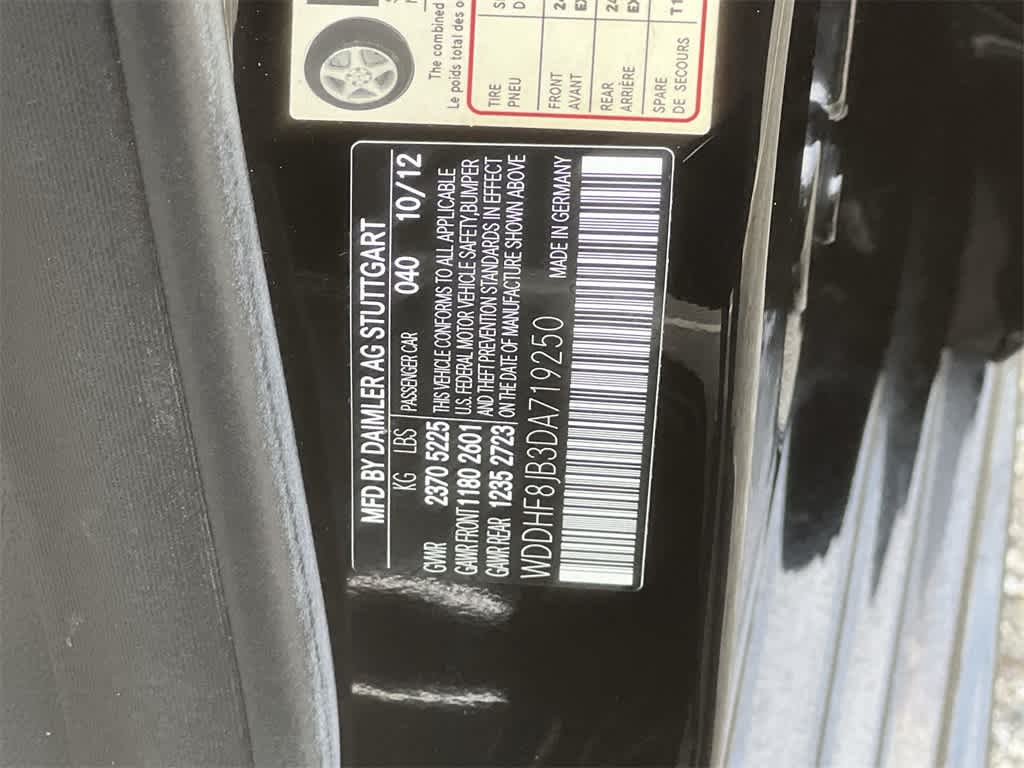 The combined
Le poids total des o
TIRE
PNEU
FRONT
AVANT
24
REAR
ARRIÈRE
24
SPARE
DE SECOURS
T1
MFD BY DAIMLER AG STUTTGART
040 10/12
KG LBS PASSENGER CAR
GVWR 2370 5225 THIS VEHICLE CONFORMS TO ALL APPLICABLE
GAWR FRONT 1180 2601 U.S. FEDERAL MOTOR VEHICLE SAFETY,BUMPER
GAWR REAR 1235 2723 AND THEFT PREVENTION STANDARDS IN EFFECT
ON THE DATE OF MANUFACTURE SHOWN ABOVE
WDDHF8JB3DA719250 MADE IN GERMANY